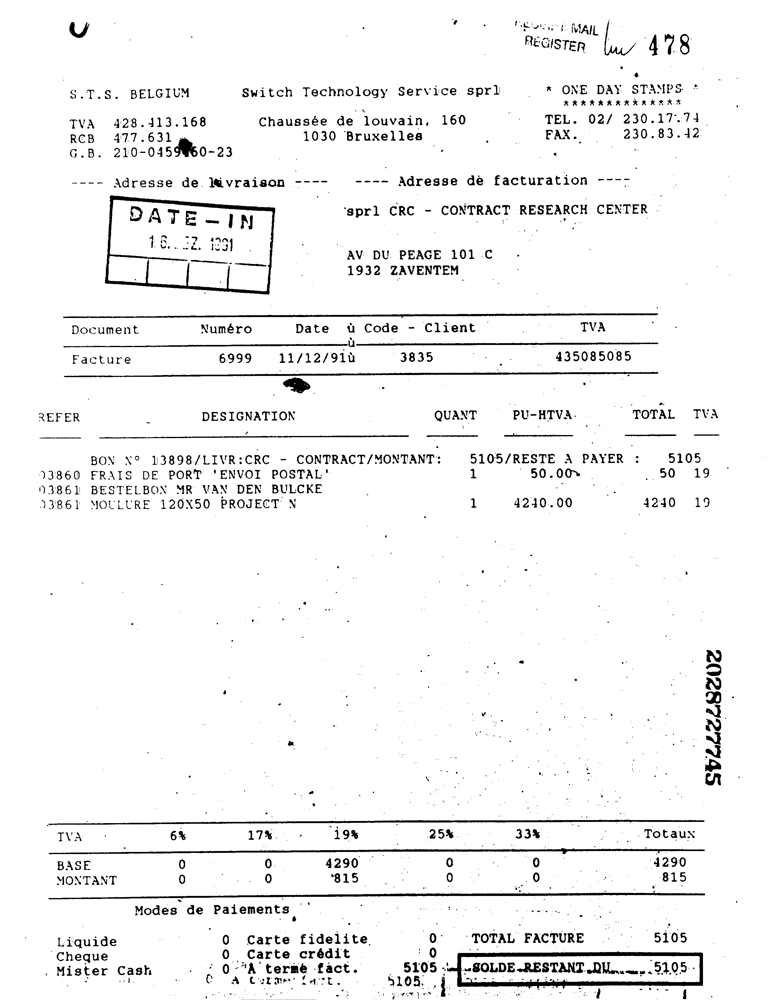 MAIL
REGISTER
478
S.T.S. BELGIUM Switch Technology Service sprl * ONE DAY STAMPS *
**************
TVA 428.413.168 Chaussée de louvain, 160 TEL. 02/ 230.17.74
RCB 477.631 1030 Bruxelles FAX. 230.83.42
G.B. 210-0459 60-23
---- Adresse de livraison ---- ---- Adresse de facturation ----
DATE-IN
sprl CRC - CONTRACT RESEARCH CENTER
1991
AV DU PEAGE 101 C
1932 ZAVENTEM
Document Numéro Date ù Code - Client TVA
ù
Facture 6999 11/12/91ù 3835 435085085
REFER DESIGNATION QUANT PU-HTVA TOTAL TVA
BON N° 13898/LIVR:CRC - CONTRACT/MONTANT: 5105/RESTE A PAYER : 5105
03860 FRAIS DE PORT 'ENVOI POSTAL' 1 50.00 50 19
03861 BESTELBON MR VAN DEN BULCKE
03861 MOULURE 120X50 PROJECT N 1 4240.00 4240 19
2028727745
TVA 6% 17% 19% 25% 33% Totaux
BASE 0 0 4290 0 0 4290
MONTANT 0 0 815 0 0 815
Modes de Paiements
Liquide 0 Carte fidelite 0 TOTAL FACTURE 5105
Cheque 0 Carte crédit 0
Mister Cash 0 A terme fact. 5105 SOLDE RESTANT DU 5105
0 A terme fact. 5105